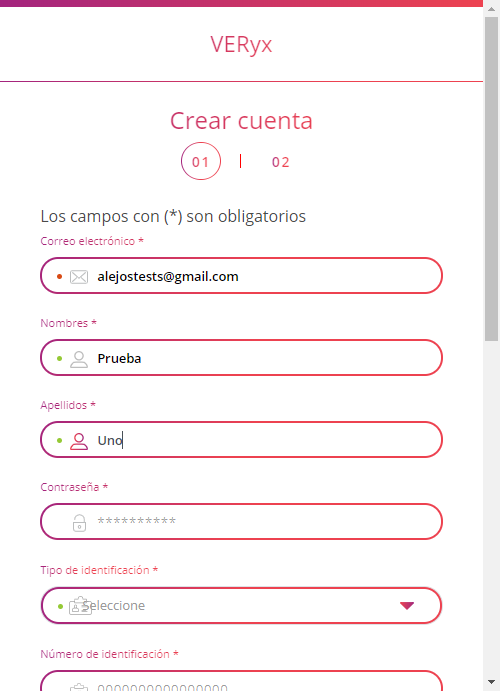 VERyx
Crear cuenta
01 | 02
Los campos con (*) son obligatorios
Correo electrónico *
alejostests@gmail.com
Nombres *
Prueba
Apellidos *
Uno
Contraseña *
**********
Tipo de identificación *
Seleccione
Número de identificación *
000000000000000